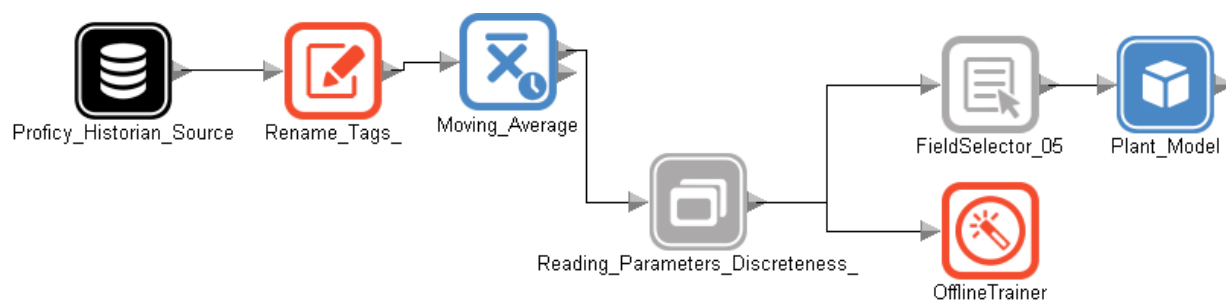 Proficy_Historian_Source
Rename_Tags_
Moving_Average
FieldSelector_05
Plant_Model
Reading_Parameters_Discreteness_
OfflineTrainer